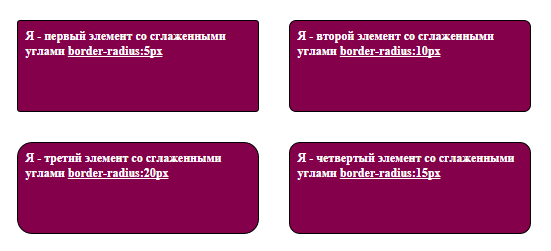 Я - первый элемент со сглаженными
углами border-radius:5px
Я - второй элемент со сглаженными
углами border-radius:10px
Я - третий элемент со сглаженными
углами border-radius:20px
Я - четвертый элемент со сглаженными
углами border-radius:15px